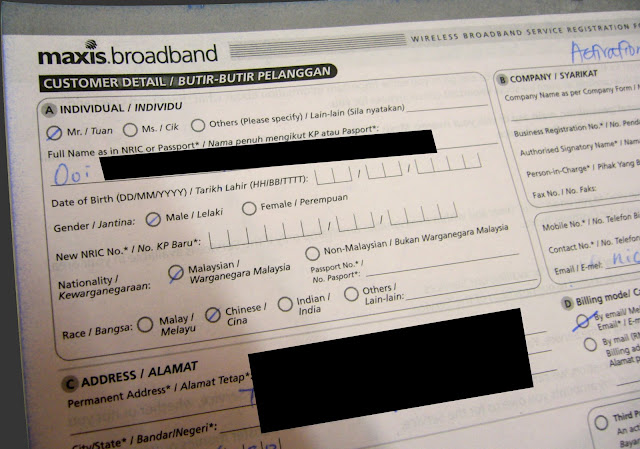 maxis.broadband
WIRELESS BROADBAND SERVICE REGISTRATION
Activation
CUSTOMER DETAIL / BUTIR-BUTIR PELANGGAN
A INDIVIDUAL / INDIVIDU
Mr. / Tuan Ms. / Cik Others (Please specify) / Lain-lain (Sila nyatakan)
Full Name as in NRIC or Passport* / Nama penuh mengikut KP atau Pasport*:
Ooi
Date of Birth (DD/MM/YYYY) / Tarikh Lahir (HH/BB/TTTT): / /
Gender / Jantina: Male / Lelaki Female / Perempuan
New NRIC No.* / No. KP Baru*: / /
Nationality / Kewarganegaraan:
Malaysian / Warganegara Malaysia
Non-Malaysian / Bukan Warganegara Malaysia
Passport No.* /
No. Pasport*:
Race / Bangsa: Malay / Melayu Chinese / Cina Indian / India Others / Lain-lain:
C ADDRESS / ALAMAT
Permanent Address* / Alamat Tetap*:
City/State* / Bandar/Negeri*:
B COMPANY / SYARIKAT
Company Name as per Company Form /
Business Registration No.* / No.
Authorised Signatory Name* /
Person-in-Charge* / Pihak Yang
Fax No. / No. Faks:
Mobile No.* / No. Telefon
Contact No.* / No. Telefon
Email / E-mel:
D Billing mode/
By email/
Email* /
By mail
Billing
Alamat
Third
An